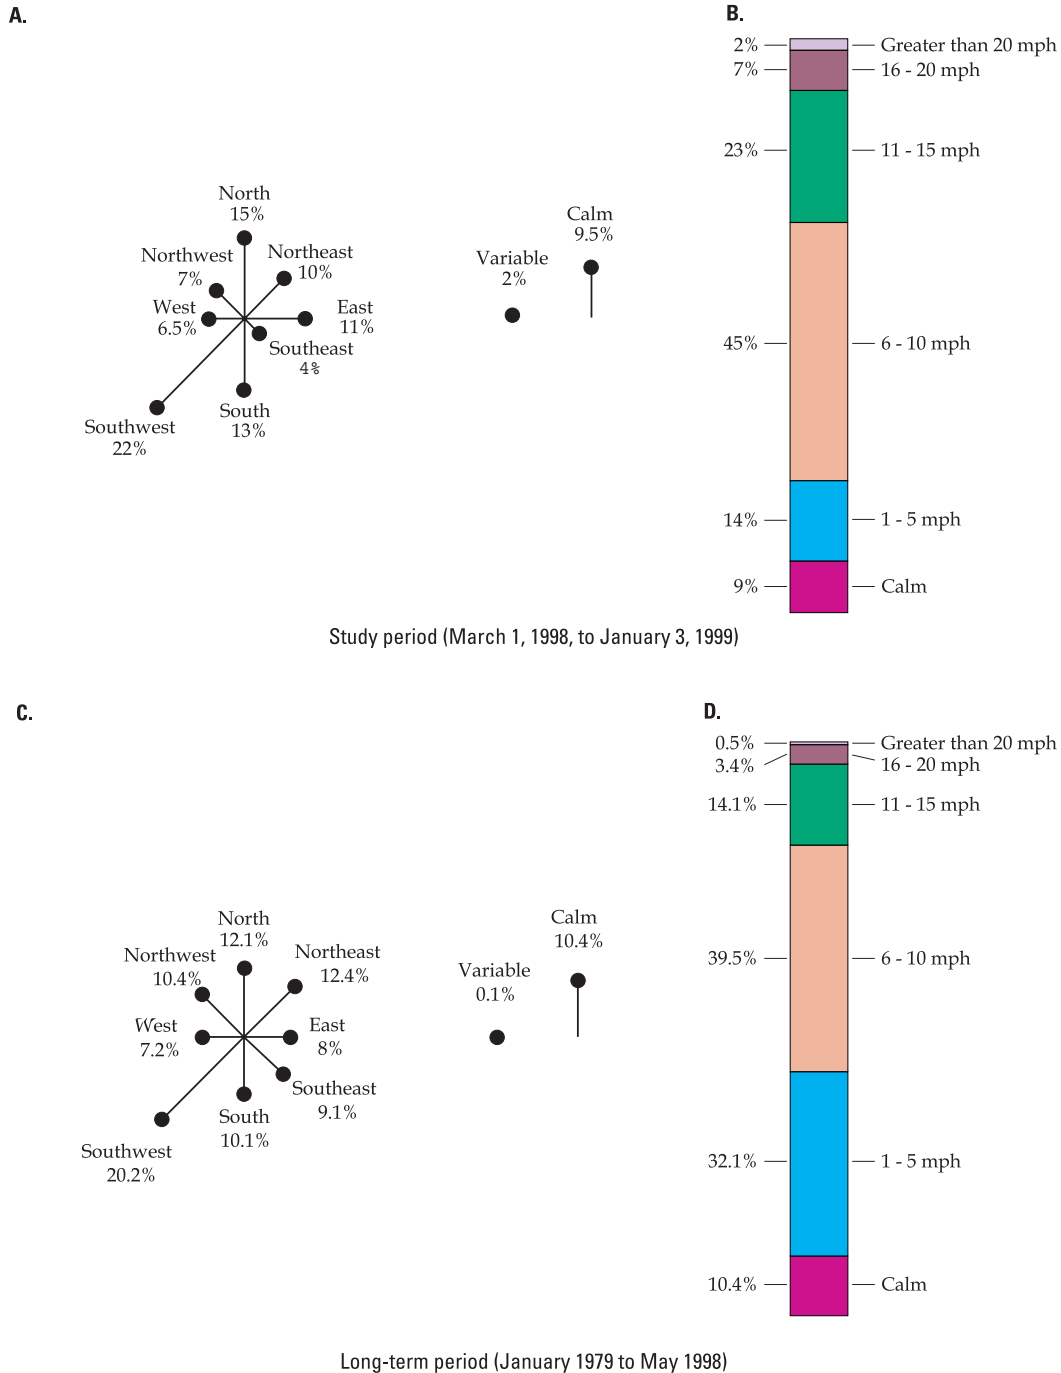 A.
North
15%
Northwest
7%
Northeast
10%
West
6.5%
East
11%
Southeast
4%
South
13%
Southwest
22%
Variable
2%
Calm
9.5%
B.
2% Greater than 20 mph
7% 16 - 20 mph
23% 11 - 15 mph
45% 6 - 10 mph
14% 1 - 5 mph
9% Calm
Study period (March 1, 1998, to January 3, 1999)
C.
North
12.1%
Northwest
10.4%
Northeast
12.4%
West
7.2%
East
8%
Southeast
9.1%
South
10.1%
Southwest
20.2%
Variable
0.1%
Calm
10.4%
D.
0.5% Greater than 20 mph
3.4% 16 - 20 mph
14.1% 11 - 15 mph
39.5% 6 - 10 mph
32.1% 1 - 5 mph
10.4% Calm
Long-term period (January 1979 to May 1998)